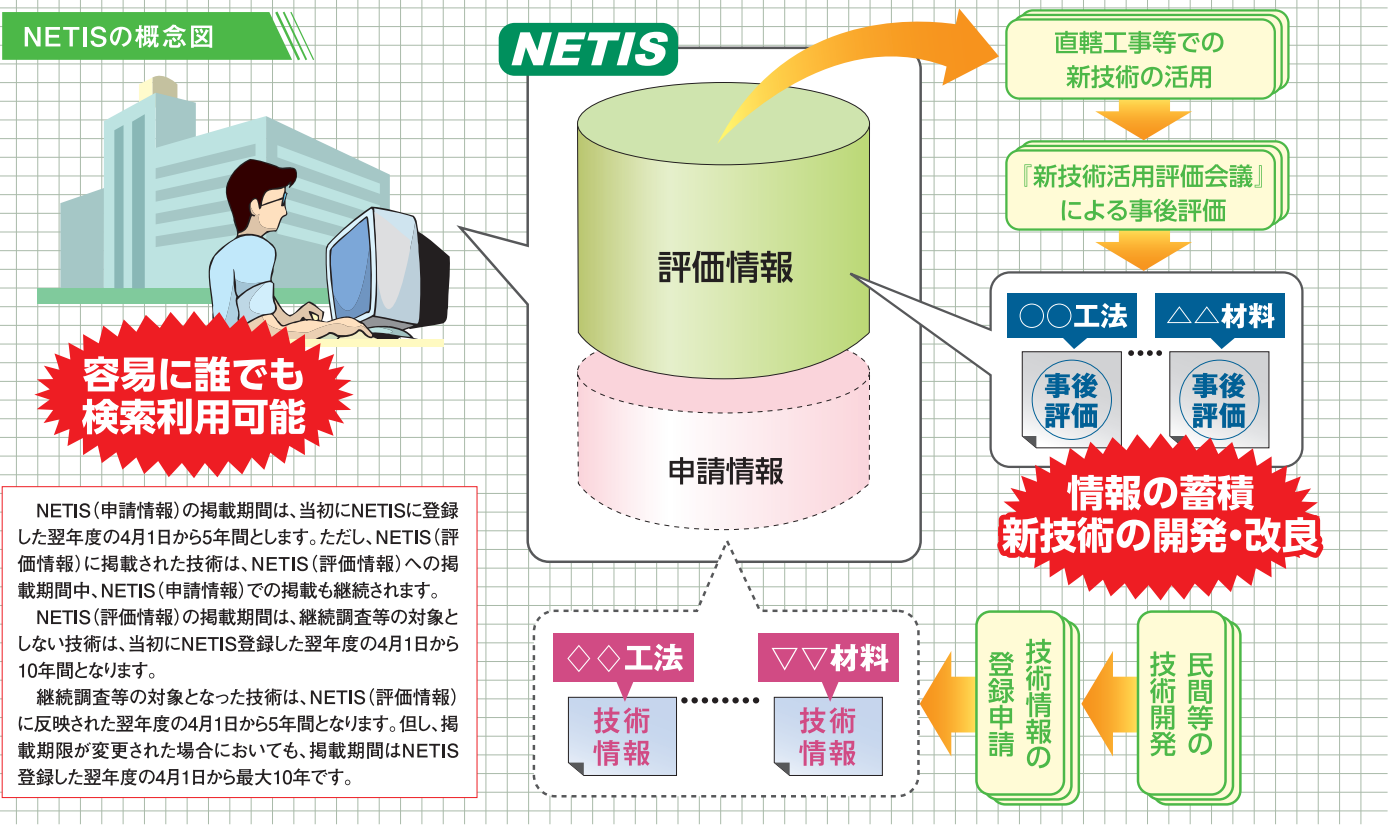 NETISの概念図
NETIS
直轄工事等での
新技術の活用
『新技術活用評価会議』
による事後評価
評価情報
申請情報
○○工法
△△材料
事後
評価
事後
評価
情報の蓄積
新技術の開発・改良
容易に誰でも
検索利用可能
NETIS(申請情報)の掲載期間は、当初にNETISに登録
した翌年度の4月1日から5年間とします。ただし、NETIS(評
価情報)に掲載された技術は、NETIS(評価情報)への掲
載期間中、NETIS(申請情報)での掲載も継続されます。
NETIS(評価情報)の掲載期間は、継続調査等の対象と
しない技術は、当初にNETIS登録した翌年度の4月1日から
10年間となります。
継続調査等の対象となった技術は、NETIS(評価情報)
に反映された翌年度の4月1日から5年間となります。但し、掲
載期限が変更された場合においても、掲載期間はNETIS
登録した翌年度の4月1日から最大10年です。
◇◇工法
▽▽材料
技術
情報
技術
情報
技術情報の
登録申請
民間等の
技術開発